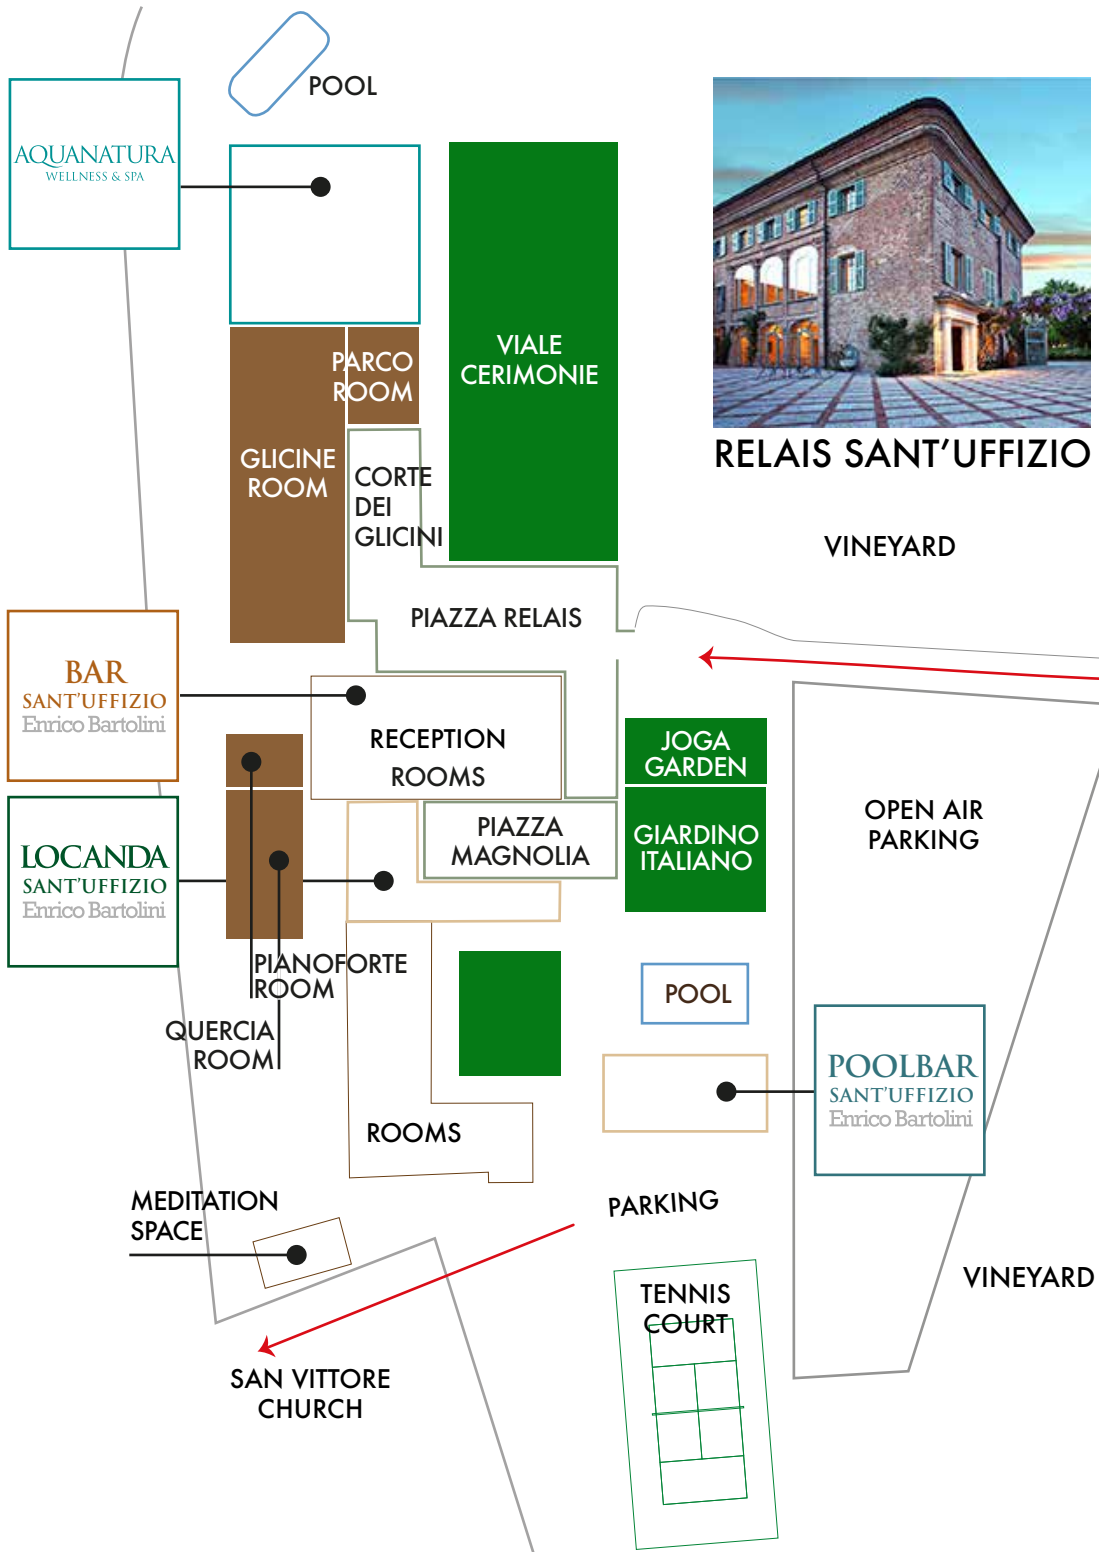 POOL
AQUANATURA
WELLNESS & SPA
VIALE
CERIMONIE
PARCO
ROOM
RELAIS SANT'UFFIZIO
GLICINE
ROOM
CORTE
DEI
GLICINI
VINEYARD
PIAZZA RELAIS
BAR
SANT'UFFIZIO
Enrico Bartolini
RECEPTION
ROOMS
JOGA
GARDEN
OPEN AIR
PARKING
PIAZZA
MAGNOLIA
GIARDINO
ITALIANO
LOCANDA
SANT'UFFIZIO
Enrico Bartolini
PIANOFORTE
ROOM
POOL
QUERCIA
ROOM
POOLBAR
SANT'UFFIZIO
Enrico Bartolini
ROOMS
MEDITATION
SPACE
PARKING
VINEYARD
TENNIS
COURT
SAN VITTORE
CHURCH